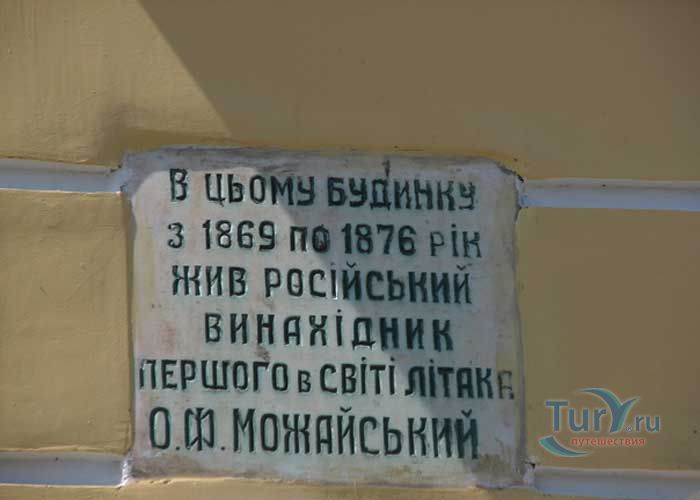 В ЦЬОМУ БУДИНКУ
З 1869 ПО 1876 РІК
ЖИВ РОСІЙСЬКИЙ
ВИНАХІДНИК
ПЕРШОГО В СВІТІ ЛІТАКА
О.Ф. МОЖАЙСЬКИЙ
TurY.ru
путешествия